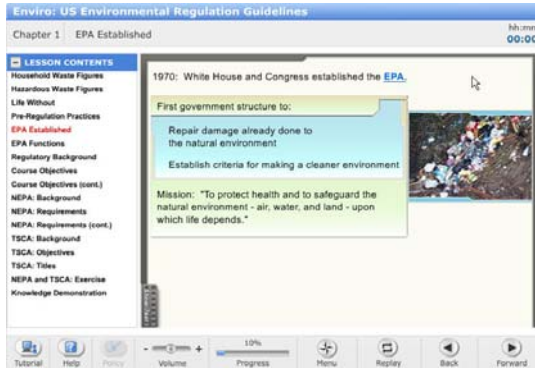 Enviro: US Environmental Regulation Guidelines
Chapter 1 EPA Established
hh:mm
00:00
LESSON CONTENTS
Household Waste Figures
Hazardous Waste Figures
Life Without
Pre-Regulation Practices
EPA Established
EPA Functions
Regulatory Background
Course Objectives
Course Objectives (cont.)
NEPA: Background
NEPA: Requirements
NEPA: Requirements (cont.)
TSCA: Background
TSCA: Objectives
TSCA: Titles
NEPA and TSCA: Exercise
Knowledge Demonstration
1970: White House and Congress established the EPA.
First government structure to:
Repair damage already done to
the natural environment
Establish criteria for making a cleaner environment
Mission: "To protect health and to safeguard the
natural environment - air, water, and land - upon
which life depends."
10%
Tutorial Help Policy - Volume + Progress Menu Replay Back Forward